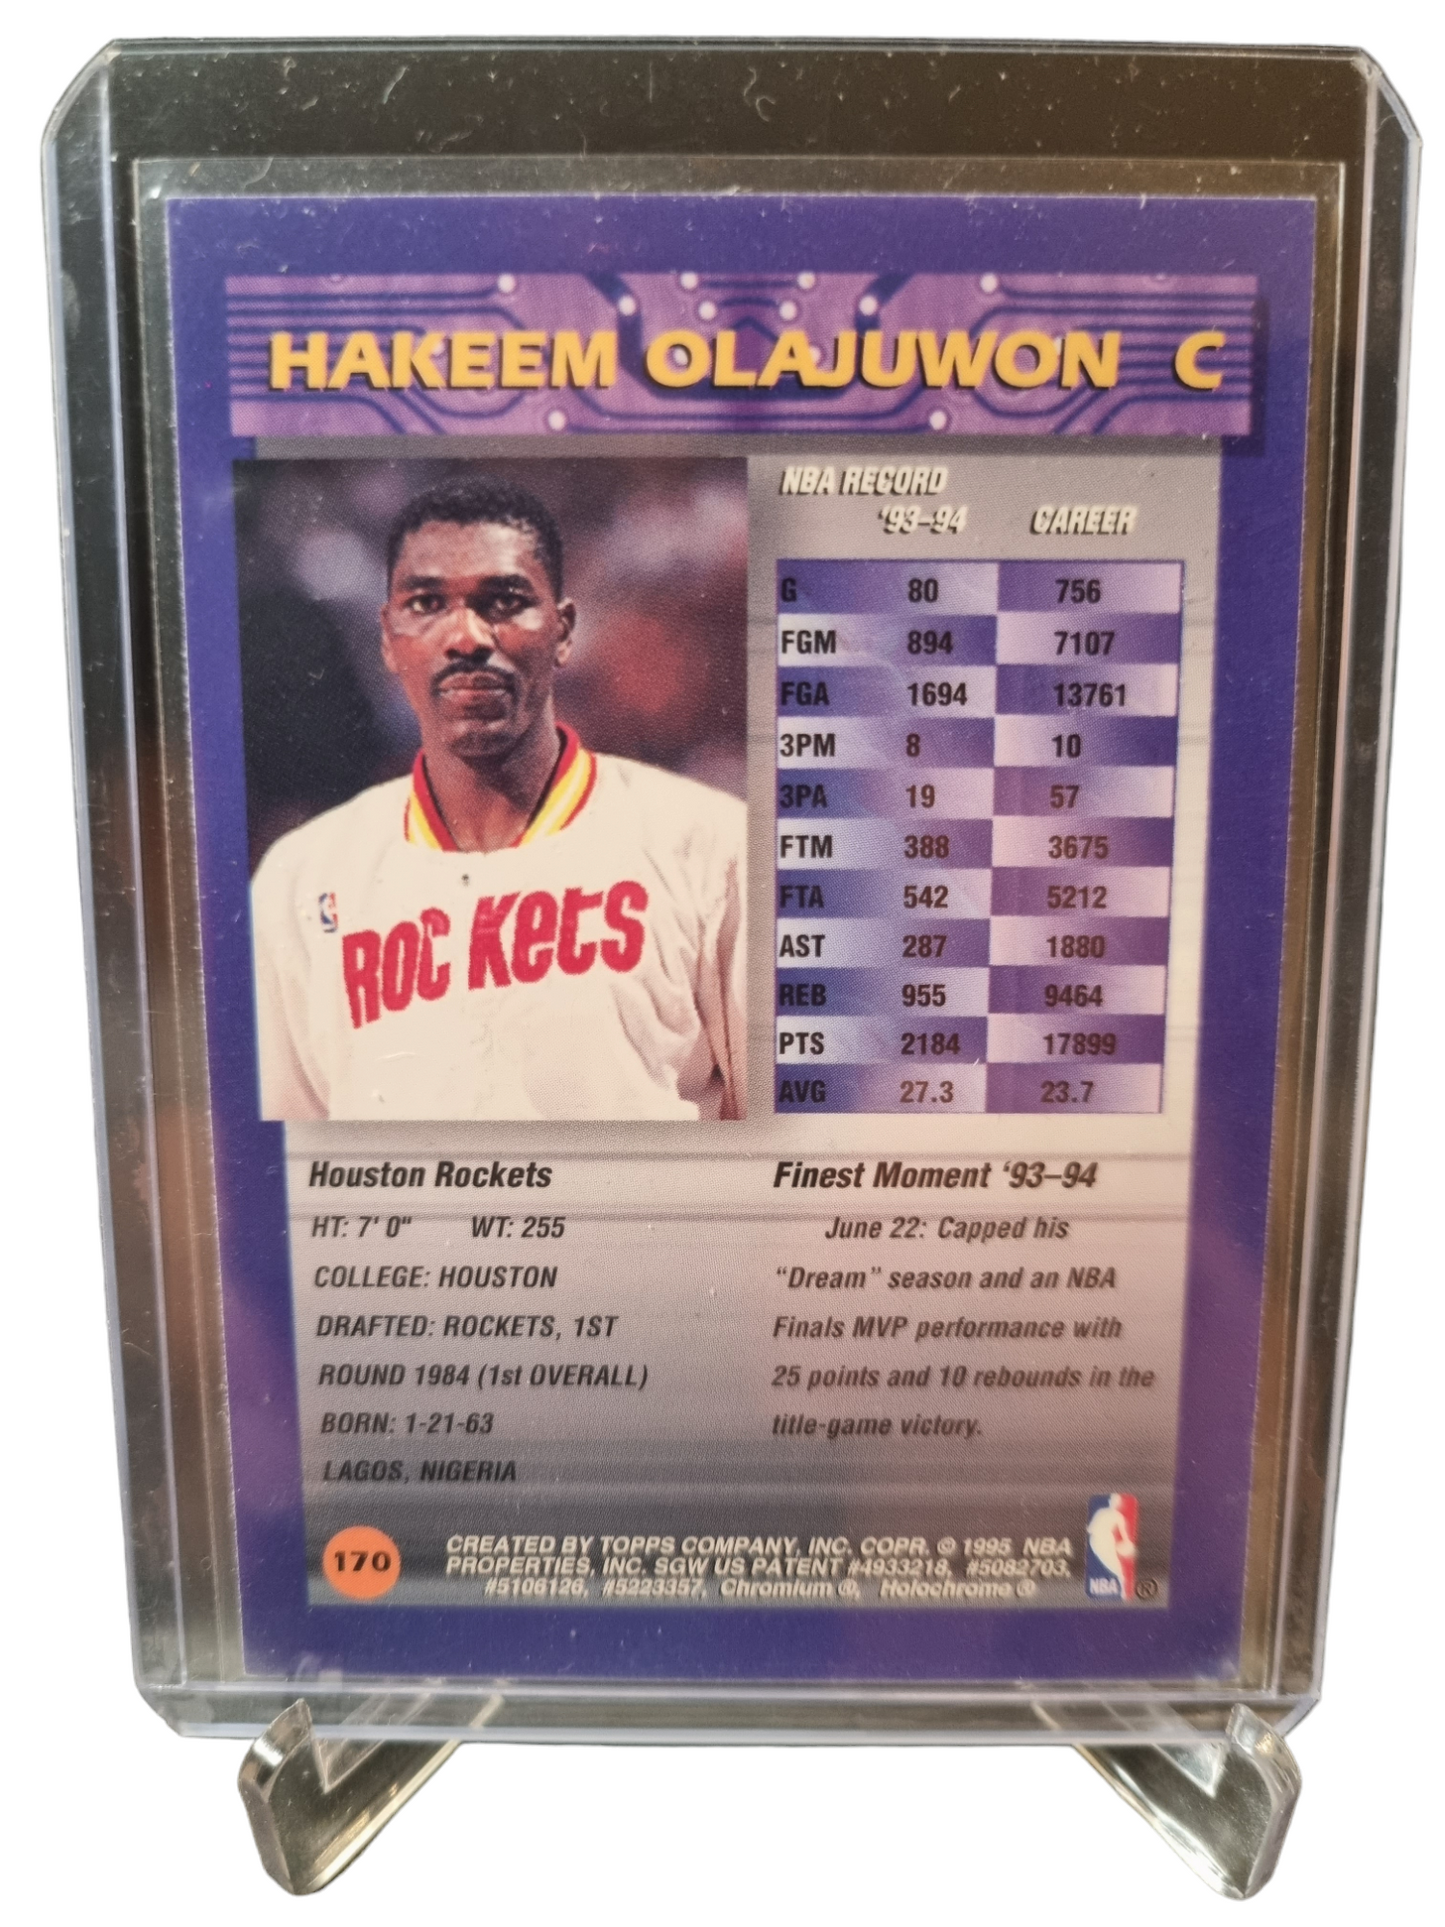 HAKEEM OLAJUWON C
NBA RECORD
'93–94 CAREER
G 80 756
FGM 894 7107
FGA 1694 13761
3PM 8 10
3PA 19 57
FTM 388 3675
FTA 542 5212
AST 287 1880
REB 955 9464
PTS 2184 17899
AVG 27.3 23.7
ROCKETS
Houston Rockets
HT: 7' 0" WT: 255
COLLEGE: HOUSTON
DRAFTED: ROCKETS, 1ST
ROUND 1984 (1st OVERALL)
BORN: 1-21-63
LAGOS, NIGERIA
Finest Moment '93–94
June 22: Capped his
"Dream" season and an NBA
Finals MVP performance with
25 points and 10 rebounds in the
title-game victory.
170
CREATED BY TOPPS COMPANY, INC. COPR. © 1995 NBA
PROPERTIES, INC. SGW US PATENT #4933218, #5082703,
#5106126, #5223357, Chromium ®, Holochrome ®
NBA ®